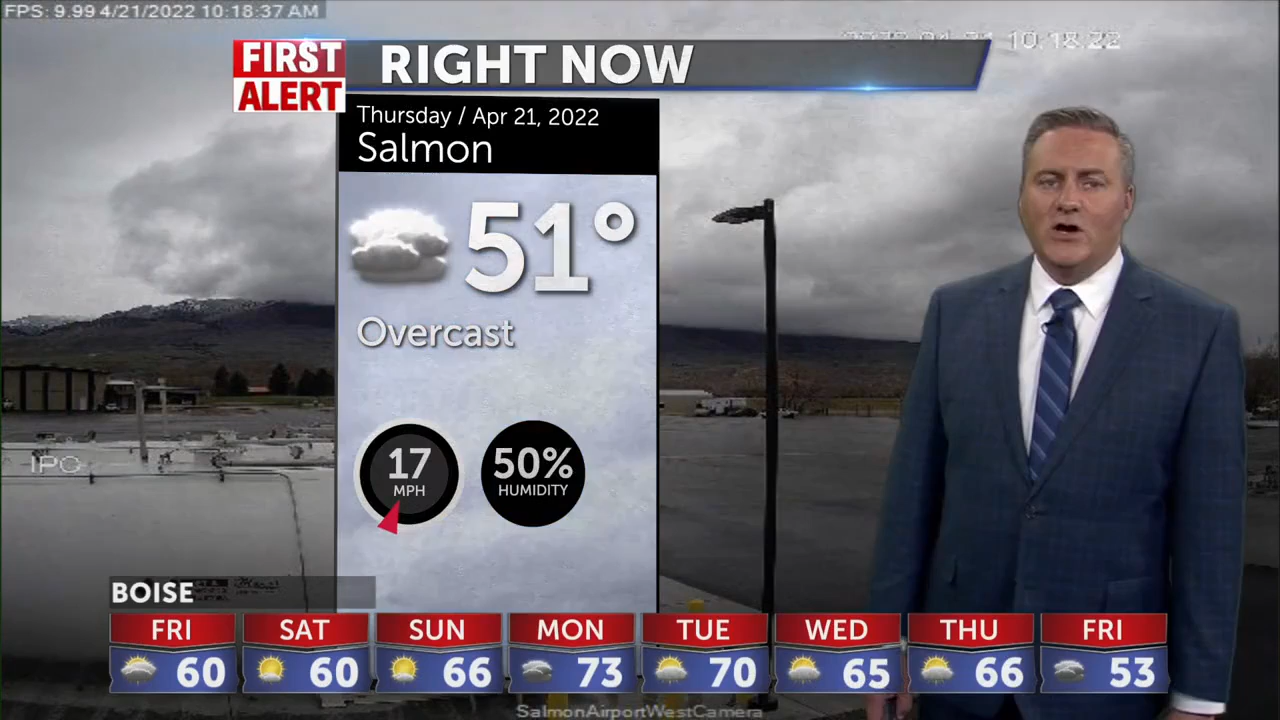 FPS: 9.99 4/21/2022 10:18:37 AM
10:18:22
FIRST
ALERT
RIGHT NOW
Thursday / Apr 21, 2022
Salmon
51°
Overcast
17
MPH
50%
HUMIDITY
IPC
BOISE
FRI SAT SUN MON TUE WED THU FRI
60 60 66 73 70 65 66 53
SalmonAirportWestCamera